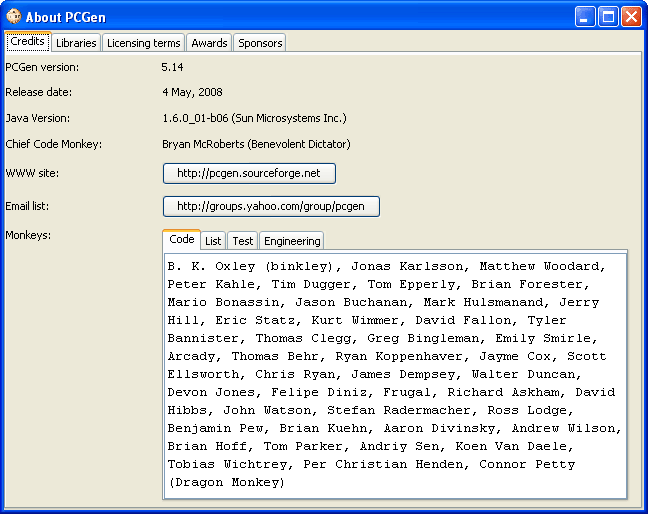 About PCGen
Credits Libraries Licensing terms Awards Sponsors
PCGen version: 5.14
Release date: 4 May, 2008
Java Version: 1.6.0_01-b06 (Sun Microsystems Inc.)
Chief Code Monkey: Bryan McRoberts (Benevolent Dictator)
WWW site: http://pcgen.sourceforge.net
Email list: http://groups.yahoo.com/group/pcgen
Monkeys: Code List Test Engineering
B. K. Oxley (binkley), Jonas Karlsson, Matthew Woodard,
Peter Kahle, Tim Dugger, Tom Epperly, Brian Forester,
Mario Bonassin, Jason Buchanan, Mark Hulsmanand, Jerry
Hill, Eric Statz, Kurt Wimmer, David Fallon, Tyler
Bannister, Thomas Clegg, Greg Bingleman, Emily Smirle,
Arcady, Thomas Behr, Ryan Koppenhaver, Jayme Cox, Scott
Ellsworth, Chris Ryan, James Dempsey, Walter Duncan,
Devon Jones, Felipe Diniz, Frugal, Richard Askham, David
Hibbs, John Watson, Stefan Radermacher, Ross Lodge,
Benjamin Pew, Brian Kuehn, Aaron Divinsky, Andrew Wilson,
Brian Hoff, Tom Parker, Andriy Sen, Koen Van Daele,
Tobias Wichtrey, Per Christian Henden, Connor Petty
(Dragon Monkey)